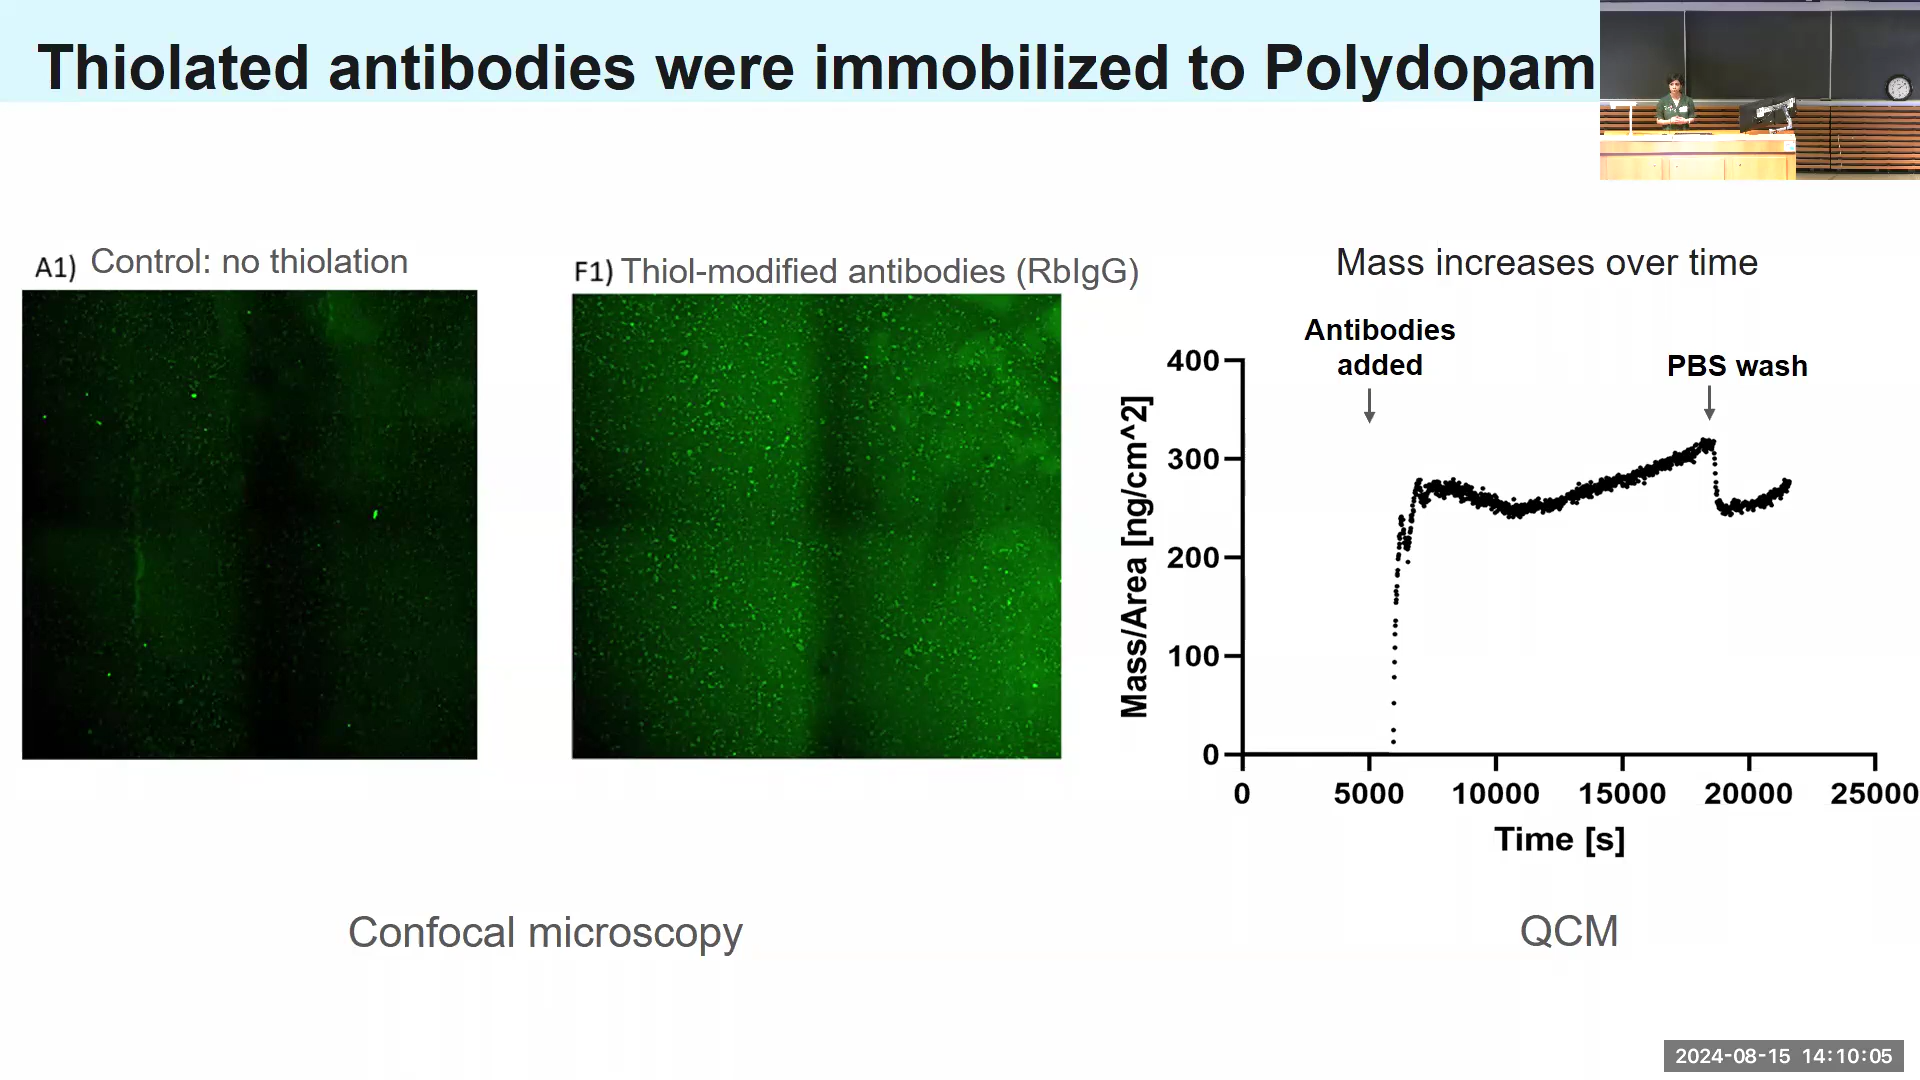 Thiolated antibodies were immobilized to Polydopam
A1) Control: no thiolation
F1) Thiol-modified antibodies (RbIgG)
Mass increases over time
Antibodies
added
PBS wash
400
300
200
100
0
Mass/Area [ng/cm^2]
0 5000 10000 15000 20000 25000
Time [s]
Confocal microscopy
QCM
2024-08-15 14:10:05